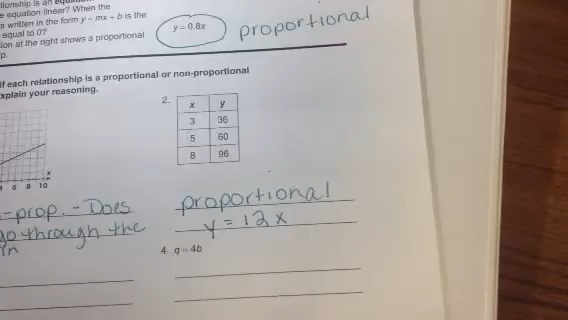 tionship is an equa
e equation linear? When the
s written in the form y = mx + b is the
equal to 0?
ion at the right shows a proportional
p.
y = 0.8x
proportional
if each relationship is a proportional or non-proportional
xplain your reasoning.
2.
x y
3 36
5 60
8 96
x
6 8 10
-prop. - Does
go through the
proportional
y = 12x
4. q = 4b